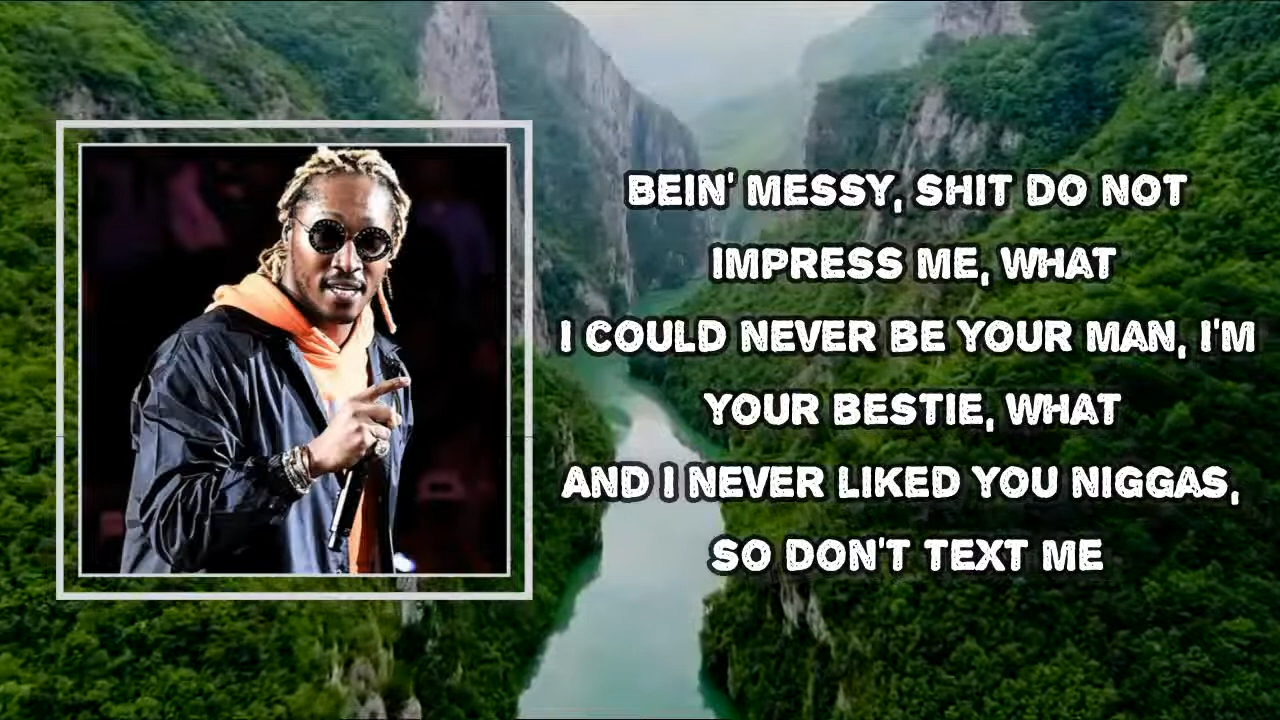 BEIN' MESSY, SHIT DO NOT
IMPRESS ME, WHAT
I COULD NEVER BE YOUR MAN, I'M
YOUR BESTIE, WHAT
AND I NEVER LIKED YOU NIGGAS,
SO DON'T TEXT ME